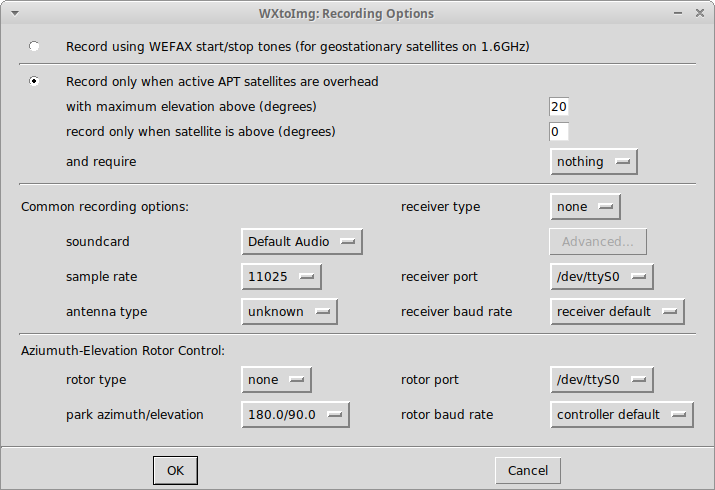 WXtoImg: Recording Options
Record using WEFAX start/stop tones (for geostationary satellites on 1.6GHz)
Record only when active APT satellites are overhead
with maximum elevation above (degrees) 20
record only when satellite is above (degrees) 0
and require nothing
Common recording options: receiver type none
soundcard Default Audio Advanced...
sample rate 11025 receiver port /dev/ttyS0
antenna type unknown receiver baud rate receiver default
Aziumuth-Elevation Rotor Control:
rotor type none rotor port /dev/ttyS0
park azimuth/elevation 180.0/90.0 rotor baud rate controller default
OK Cancel